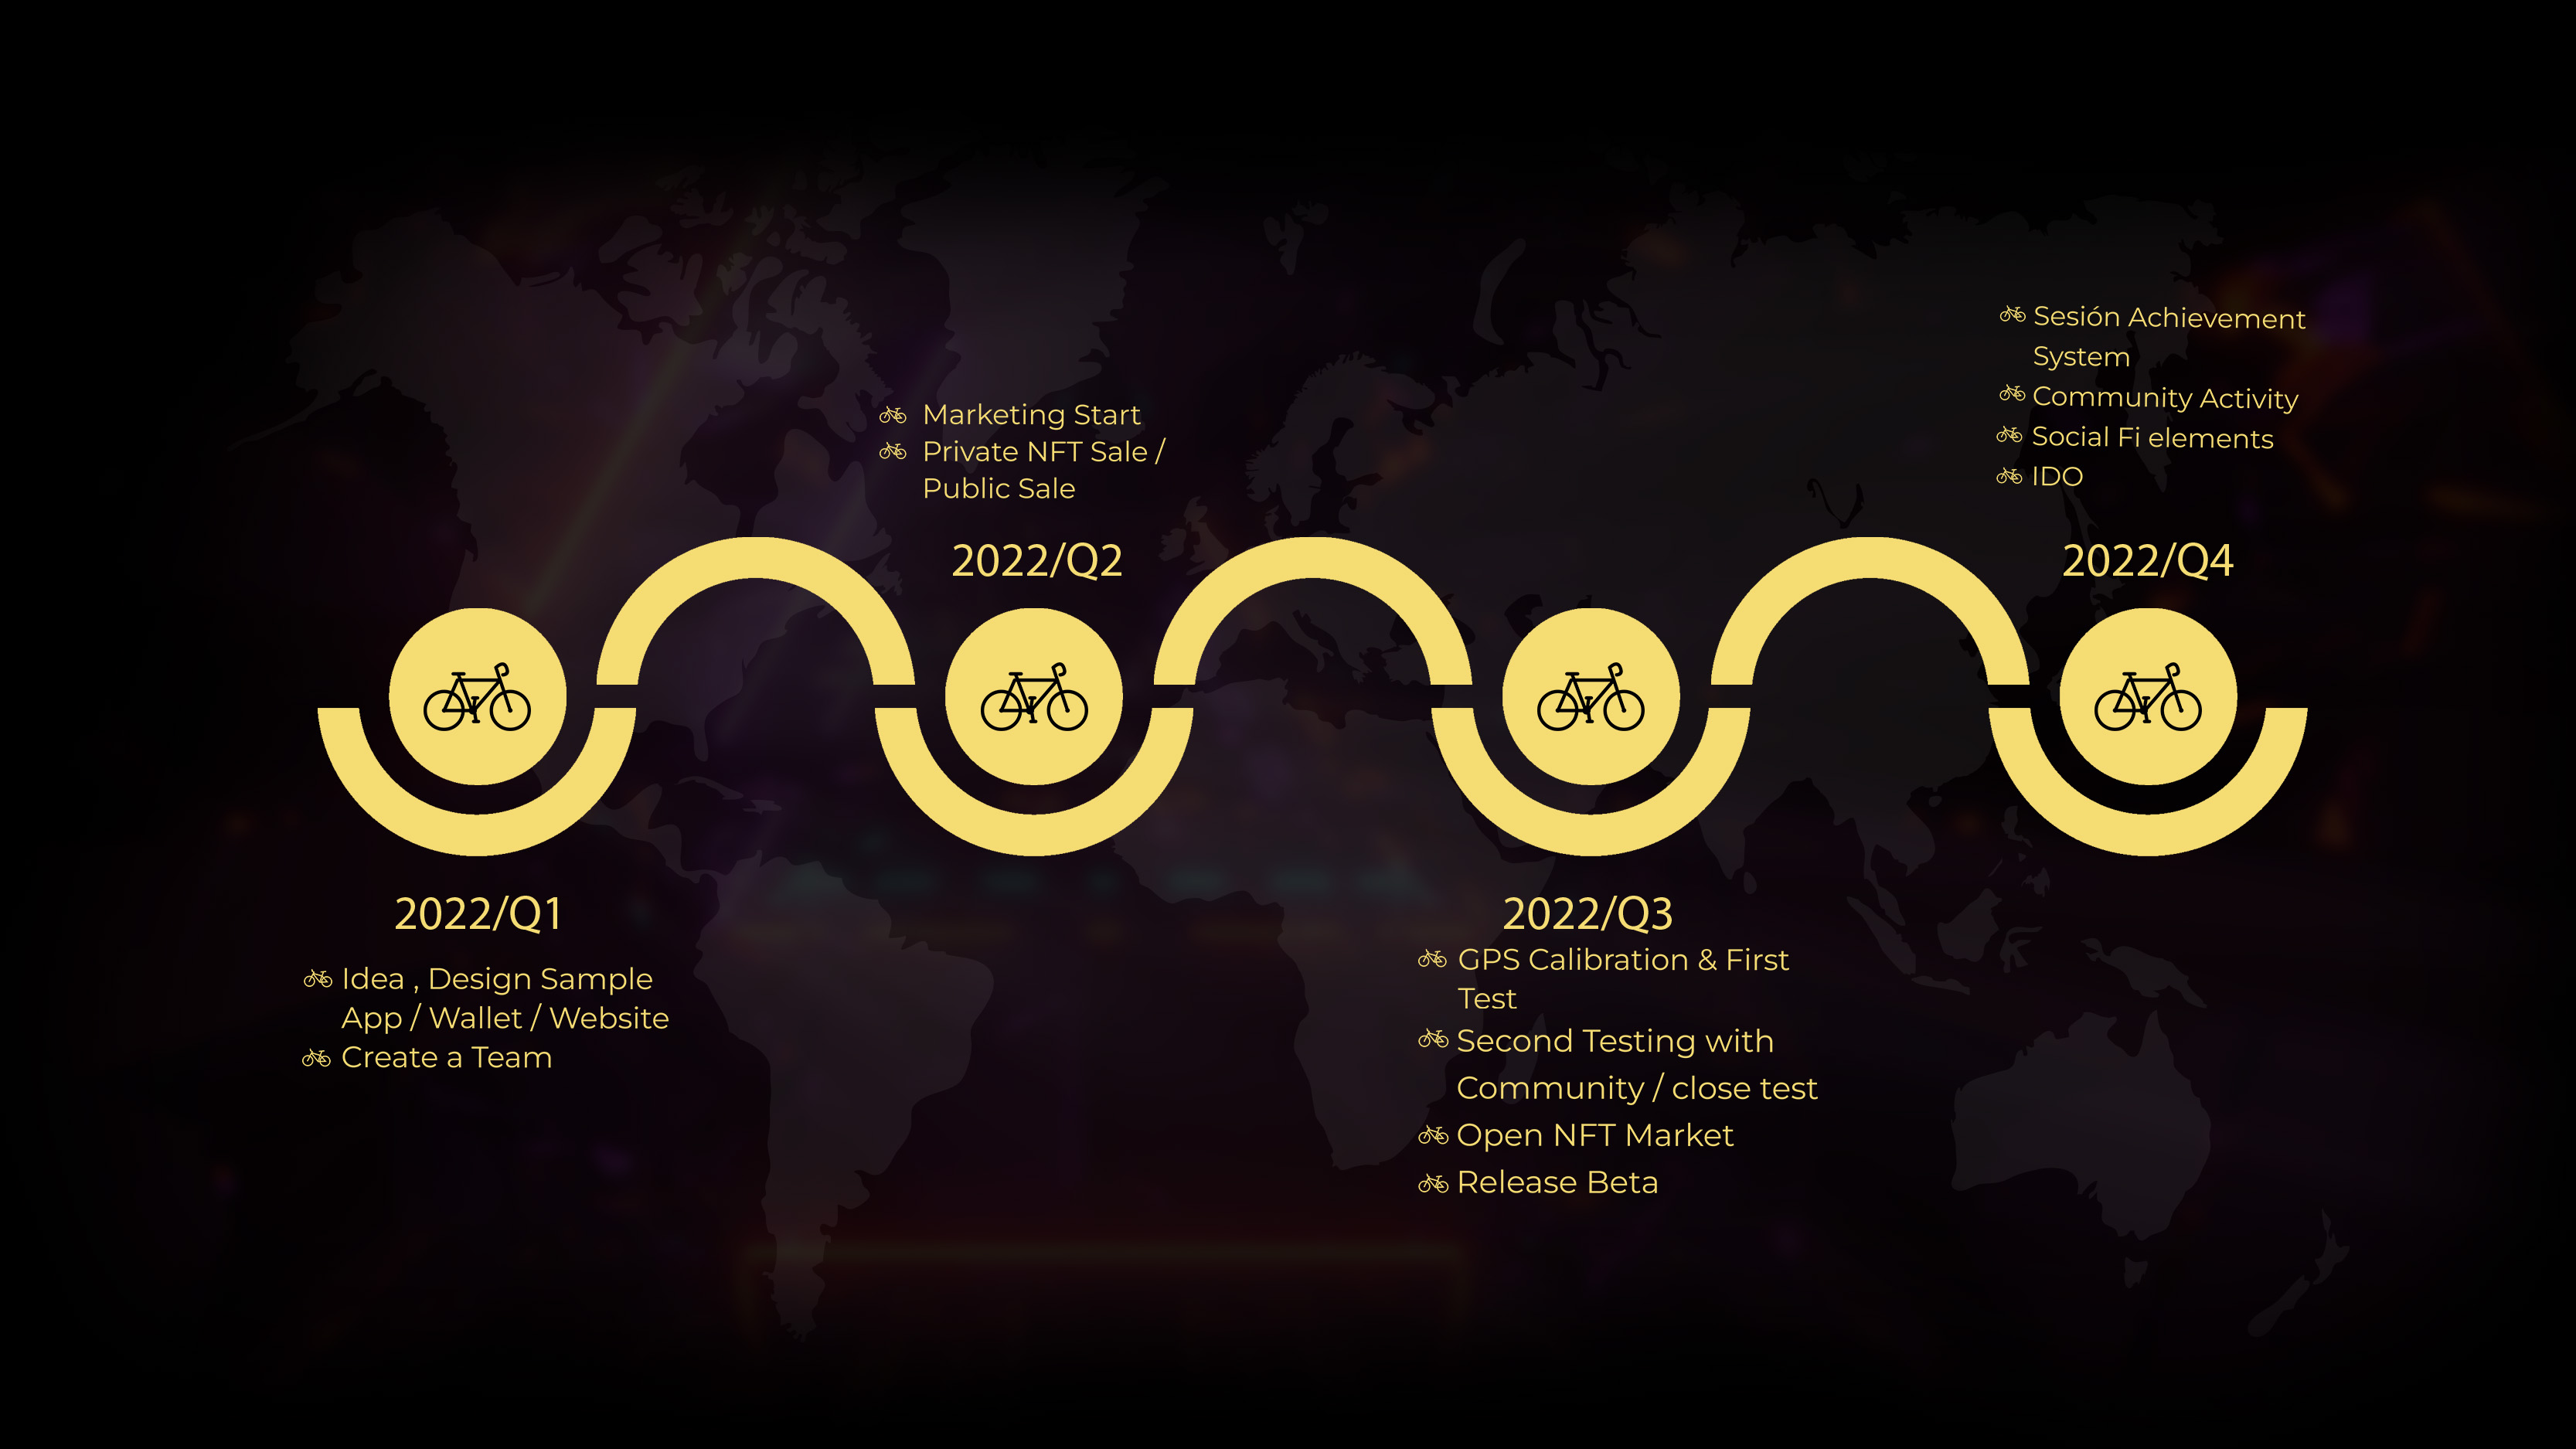 2022/Q1
Idea , Design Sample
App / Wallet / Website
Create a Team
Marketing Start
Private NFT Sale /
Public Sale
2022/Q2
2022/Q3
GPS Calibration & First
Test
Second Testing with
Community / close test
Open NFT Market
Release Beta
Sesión Achievement
System
Community Activity
Social Fi elements
IDO
2022/Q4